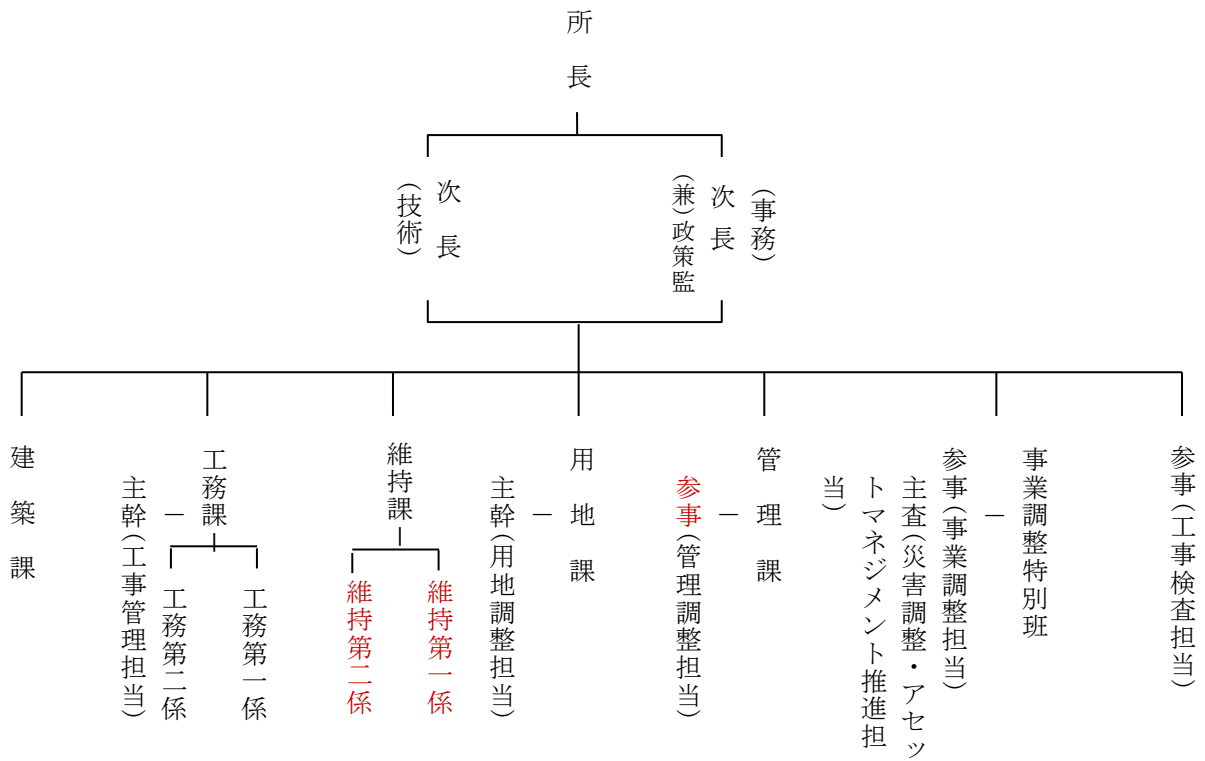 所長
(事務)
次長
(兼)政策監
次長
(技術)
参事(工事検査担当)
事業調整特別班
―
参事(事業調整担当)
主査(災害調整・アセッ
トマネジメント推進担
当)
管理課
―
参事(管理調整担当)
用地課
―
主幹(用地調整担当)
維持課
維持第一係
維持第二係
工務課
工務第一係
工務第二係
―
主幹(工事管理担当)
建築課